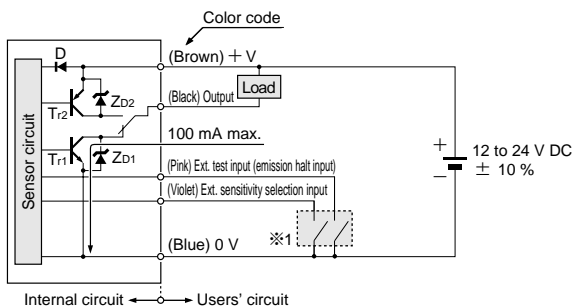 Color code
D
(Brown) + V
Load
(Black) Output
ZD2
Tr2
100 mA max.
Sensor circuit
Tr1
ZD1
(Pink) Ext. test input (emission halt input)
(Violet) Ext. sensitivity selection input
+
−
12 to 24 V DC
± 10 %
※1
(Blue) 0 V
Internal circuit
Users' circuit